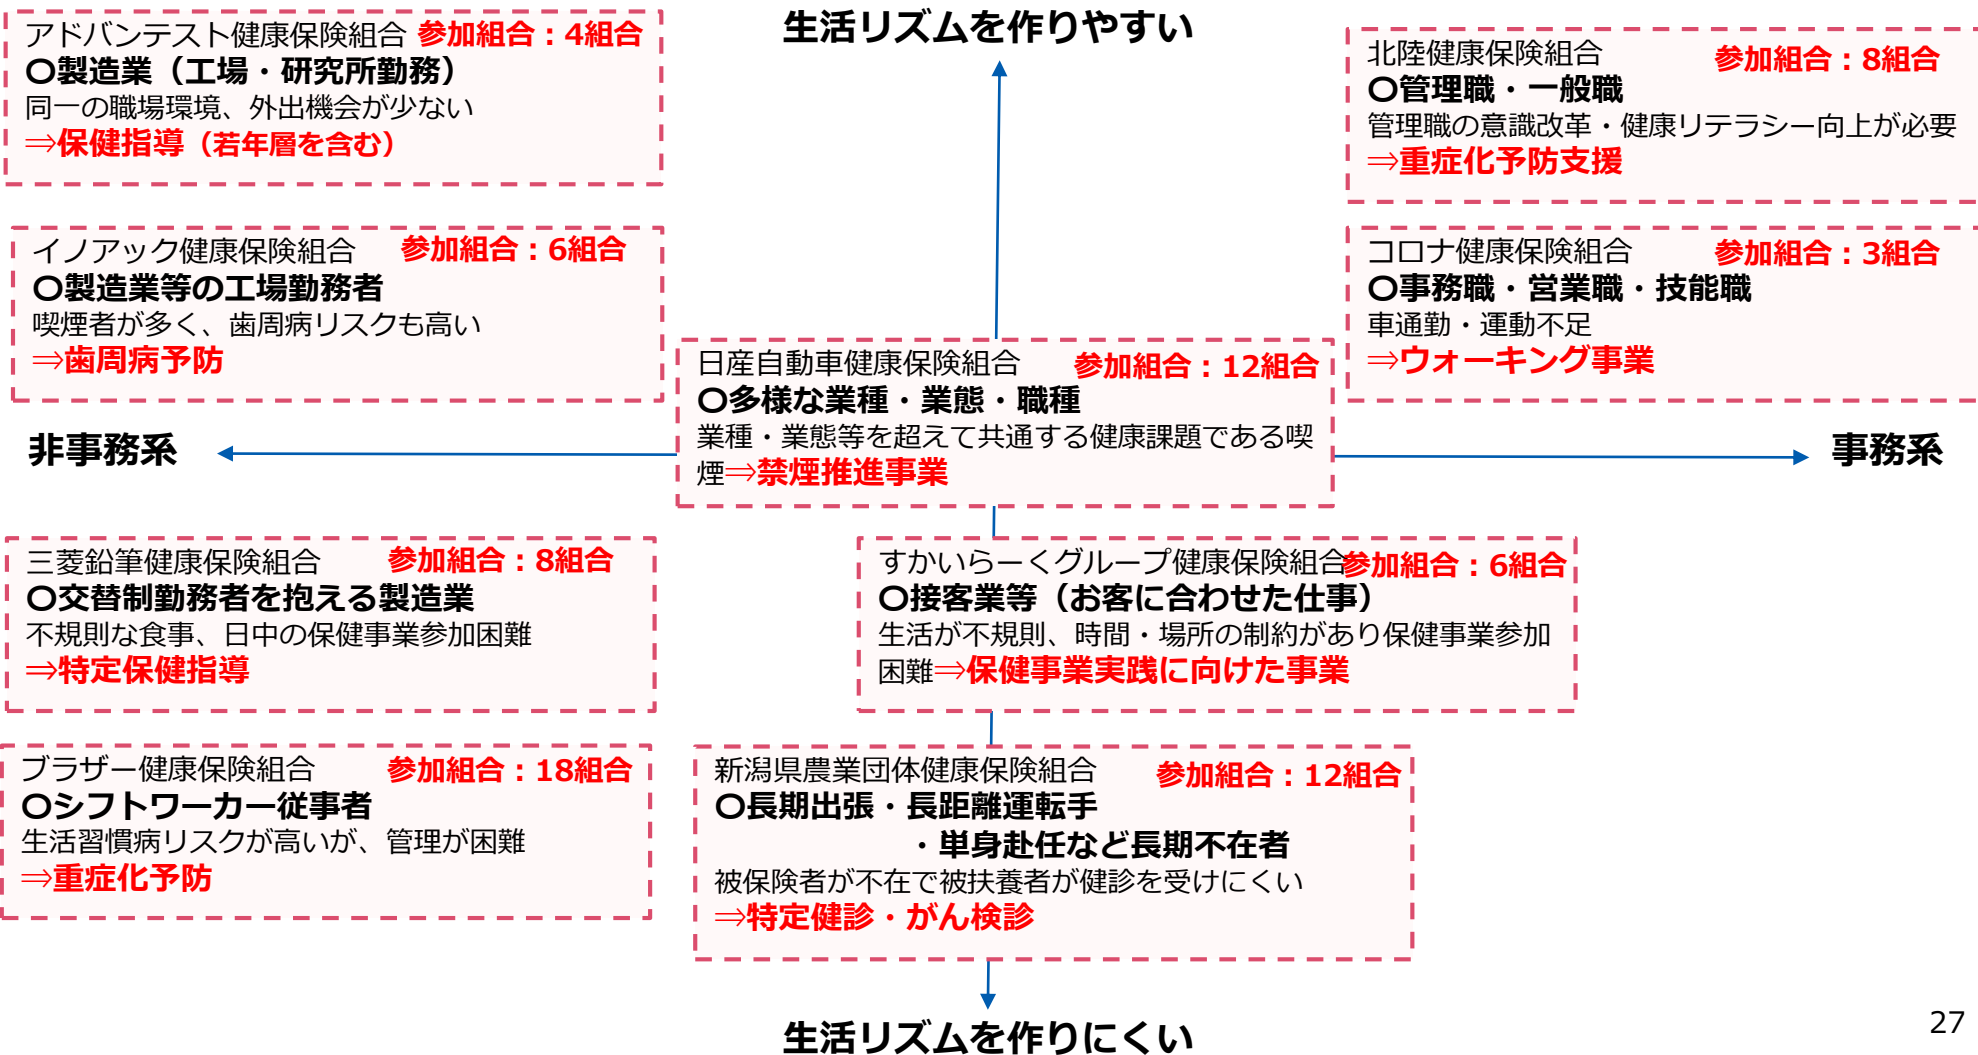 生活リズムを作りやすい
アドバンテスト健康保険組合 参加組合：4組合
〇製造業（工場・研究所勤務）
同一の職場環境、外出機会が少ない
⇒保健指導（若年層を含む）
北陸健康保険組合 参加組合：8組合
〇管理職・一般職
管理職の意識改革・健康リテラシー向上が必要
⇒重症化予防支援
イノアック健康保険組合 参加組合：6組合
〇製造業等の工場勤務者
喫煙者が多く、歯周病リスクも高い
⇒歯周病予防
コロナ健康保険組合 参加組合：3組合
〇事務職・営業職・技能職
車通勤・運動不足
⇒ウォーキング事業
日産自動車健康保険組合 参加組合：12組合
〇多様な業種・業態・職種
業種・業態等を超えて共通する健康課題である喫
煙⇒禁煙推進事業
非事務系
事務系
三菱鉛筆健康保険組合 参加組合：8組合
〇交替制勤務者を抱える製造業
不規則な食事、日中の保健事業参加困難
⇒特定保健指導
すかいらーくグループ健康保険組合 参加組合：6組合
〇接客業等（お客に合わせた仕事）
生活が不規則、時間・場所の制約があり保健事業参加
困難⇒保健事業実践に向けた事業
ブラザー健康保険組合 参加組合：18組合
〇シフトワーカー従事者
生活習慣病リスクが高いが、管理が困難
⇒重症化予防
新潟県農業団体健康保険組合 参加組合：12組合
〇長期出張・長距離運転手
・単身赴任など長期不在者
被保険者が不在で被扶養者が健診を受けにくい
⇒特定健診・がん検診
生活リズムを作りにくい
27